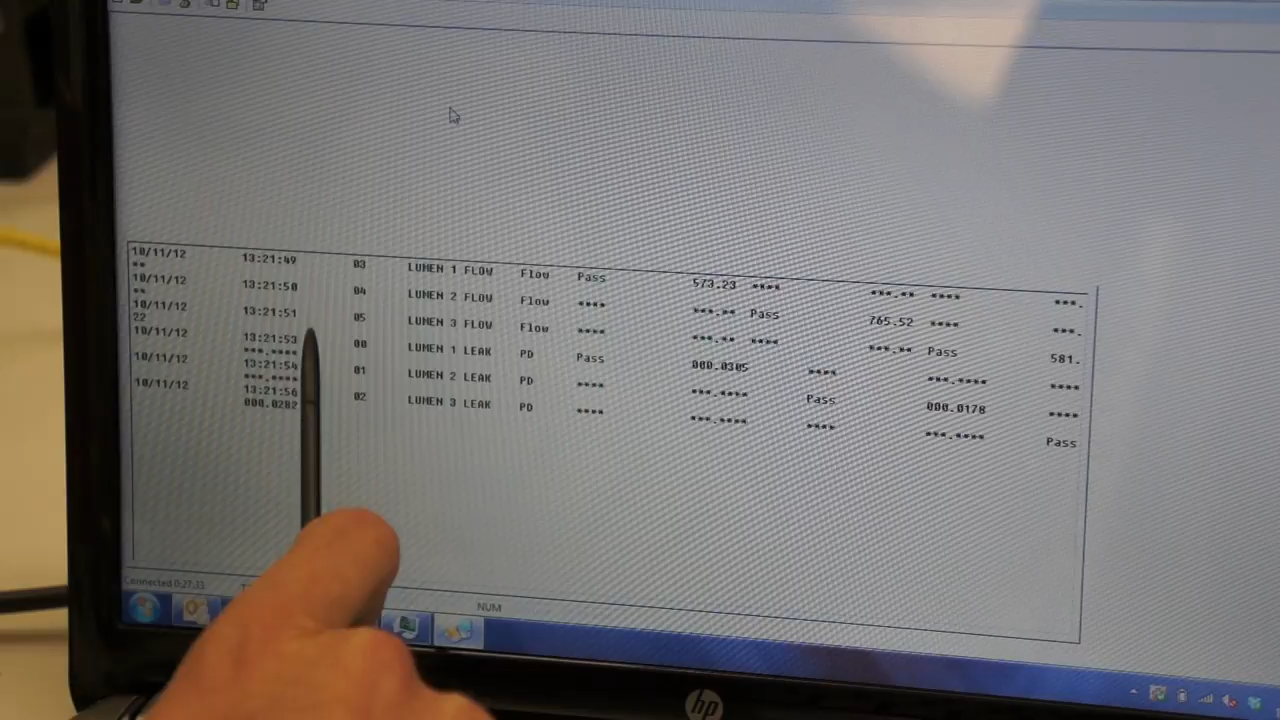 10/11/12 13:21:49 03 LUMEN 1 FLOW Flow Pass 573.23 **** ***.** **** ***.
**
10/11/12 13:21:50 04 LUMEN 2 FLOW Flow **** ***.** Pass 765.52 **** ***.
**
10/11/12 13:21:51 05 LUMEN 3 FLOW Flow **** ***.** **** ***.** Pass 581.
22
10/11/12 13:21:53 00 LUMEN 1 LEAK PD Pass 000.0305 **** ***.**** ****
***.****
10/11/12 13:21:54 01 LUMEN 2 LEAK PD **** ***.**** Pass 000.0178 ****
***.****
10/11/12 13:21:56 02 LUMEN 3 LEAK PD **** ***.**** **** ***.**** Pass
000.0282
Connected 0:27:33
NUM
hp